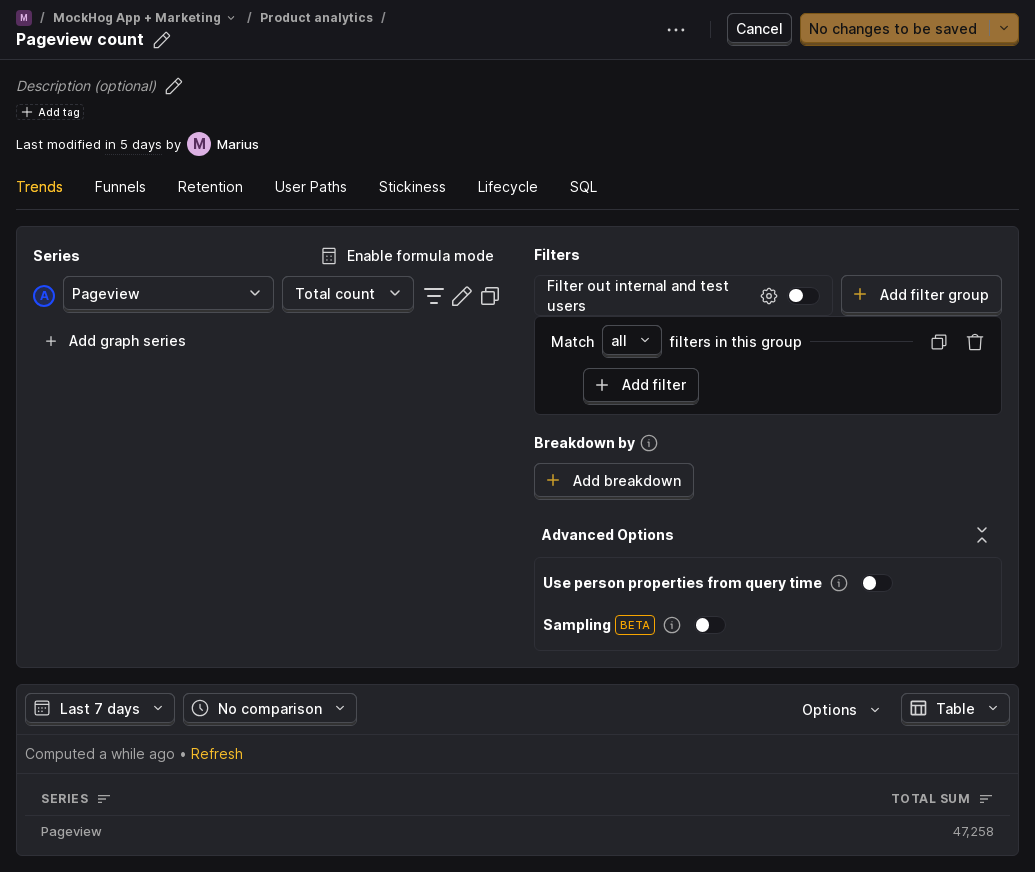 M / MockHog App + Marketing / Product analytics /
Pageview count
Cancel
No changes to be saved
Description (optional)
Add tag
Last modified in 5 days by M Marius
Trends Funnels Retention User Paths Stickiness Lifecycle SQL
Series
Enable formula mode
A Pageview Total count
Add graph series
Filters
Filter out internal and test
users
Add filter group
Match all filters in this group
Add filter
Breakdown by
Add breakdown
Advanced Options
Use person properties from query time
Sampling BETA
Last 7 days No comparison Options Table
Computed a while ago • Refresh
SERIES TOTAL SUM
Pageview 47,258